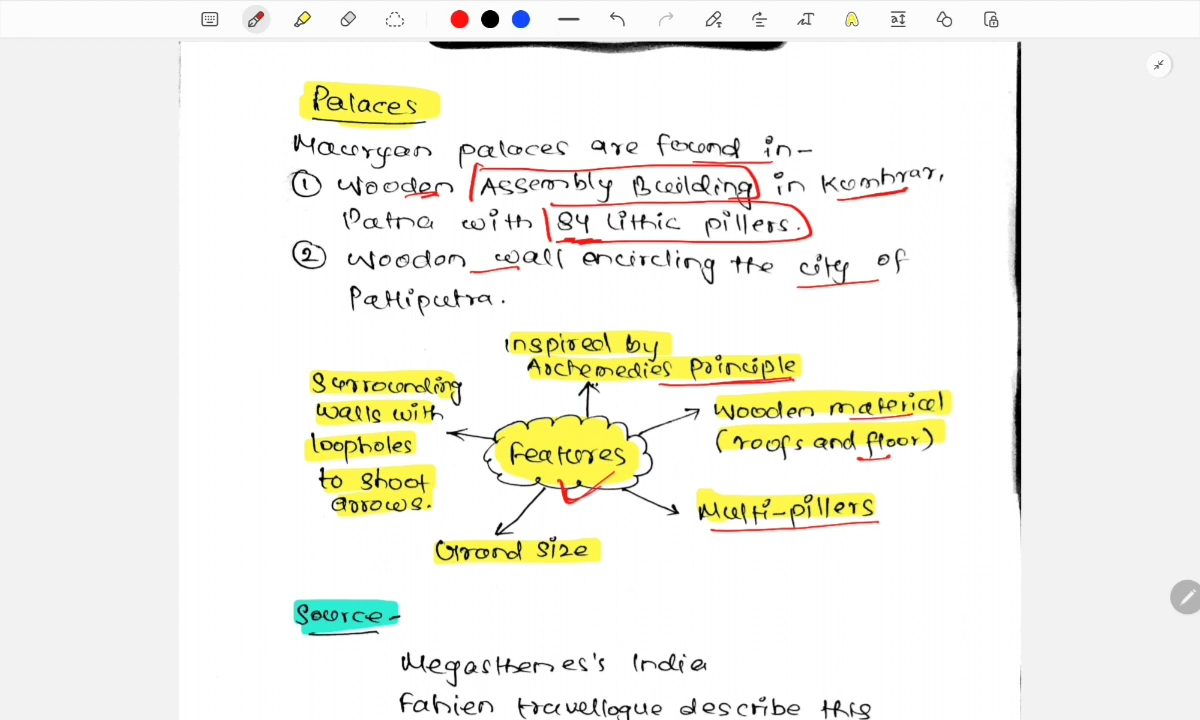 Palaces
Mauryan palaces are found in-
① Wooden Assembly Building in Kumhrar,
Patna with 84 lithic pillers.
② Wooden wall encircling the city of
Patliputra.
inspired by
Archemedies principle
Surrounding
walls with
loopholes
to shoot
arrows.
Wooden material
(roofs and floor)
features
Multi-pillers
Grand size
Source-
Megasthenes's India
Fahien travellogue describe this